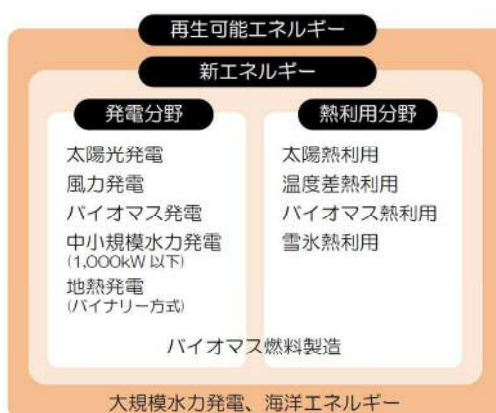 再生可能エネルギー
新エネルギー
発電分野
太陽光発電
風力発電
バイオマス発電
中小規模水力発電
(1,000kW 以下)
地熱発電
(バイナリー方式)
熱利用分野
太陽熱利用
温度差熱利用
バイオマス熱利用
雪氷熱利用
バイオマス燃料製造
大規模水力発電、海洋エネルギー